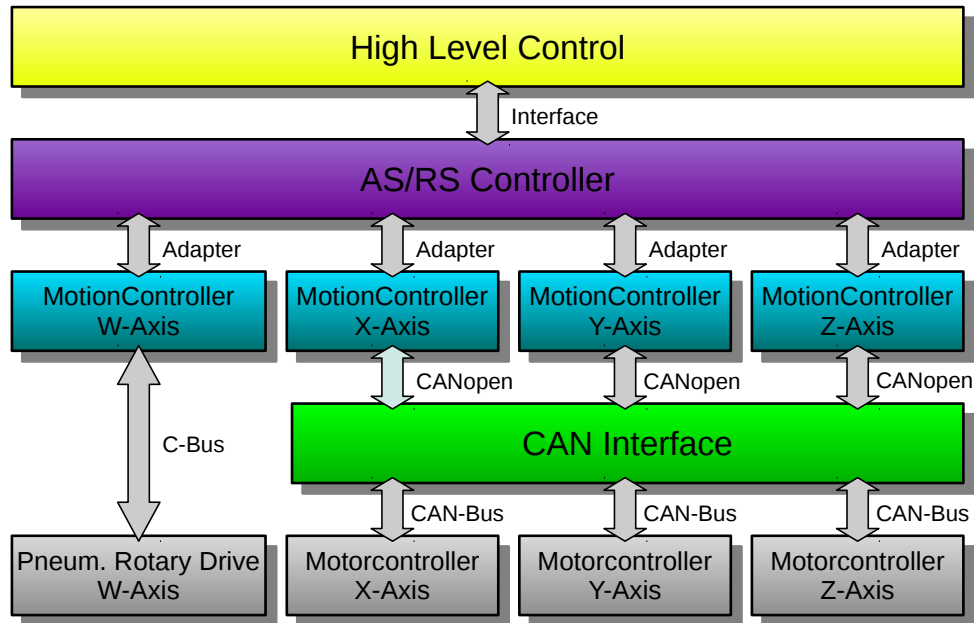 High Level Control
Interface
AS/RS Controller
Adapter
Adapter
Adapter
Adapter
MotionController
W-Axis
MotionController
X-Axis
MotionController
Y-Axis
MotionController
Z-Axis
CANopen
CANopen
CANopen
C-Bus
CAN Interface
CAN-Bus
CAN-Bus
CAN-Bus
Pneum. Rotary Drive
W-Axis
Motorcontroller
X-Axis
Motorcontroller
Y-Axis
Motorcontroller
Z-Axis